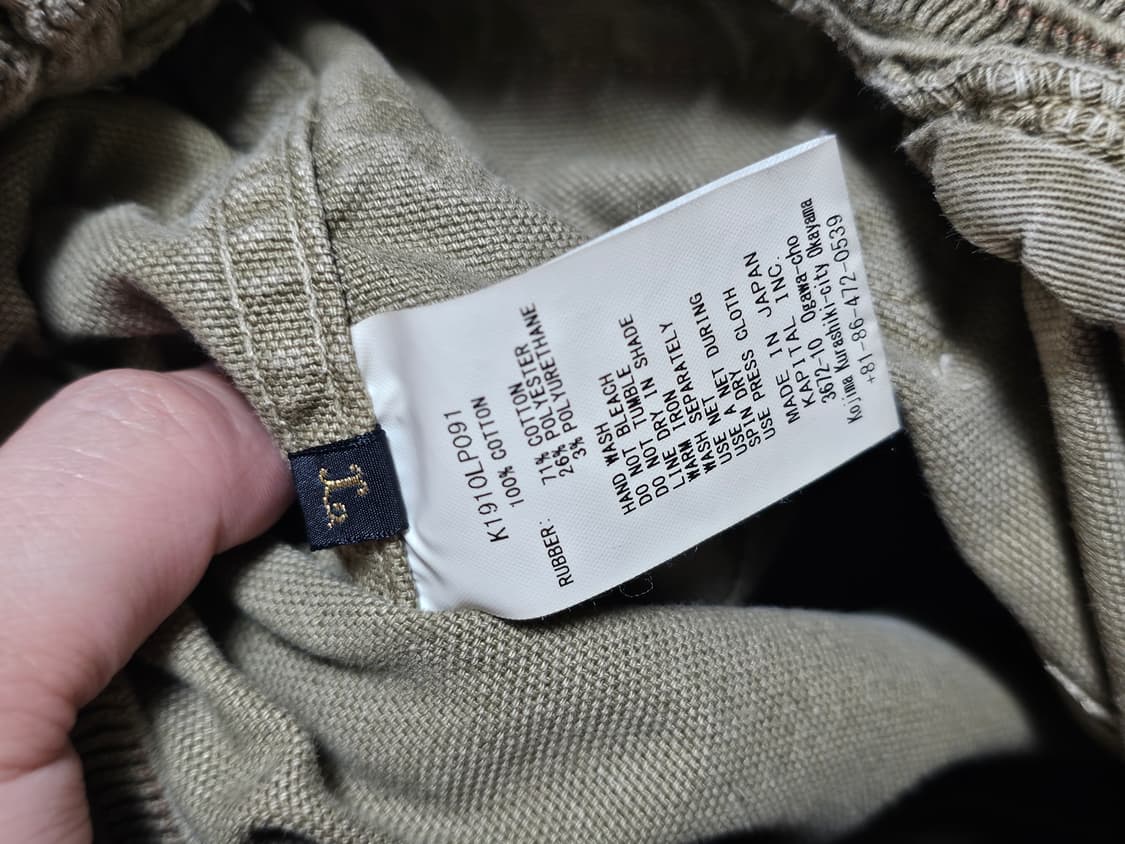 K1910LP091
100% COTTON
RUBBER: 71% COTTON
26% POLYESTER
3% POLYURETHANE
HAND WASH
DO NOT BLEACH
DO NOT TUMBLE
LINE DRY IN SHADE
WARM IRON
WASH SEPARATELY
USE NET
USE A NET DURING
SPIN DRY
USE PRESS CLOTH
MADE IN JAPAN
KAPITAL INC.
3672-10 Ogawa-cho
Kojima Kurashiki-city Okayama
+81-86-472-0539